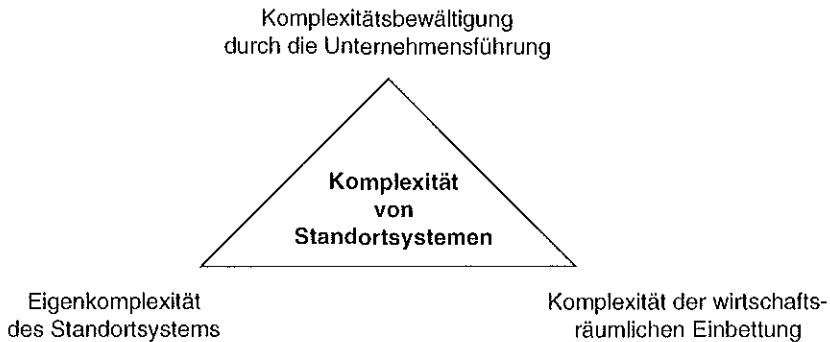 Komplexitätsbewältigung
durch die Unternehmensführung
Komplexität
von
Standortsystemen
Eigenkomplexität
des Standortsystems
Komplexität der wirtschafts-
räumlichen Einbettung